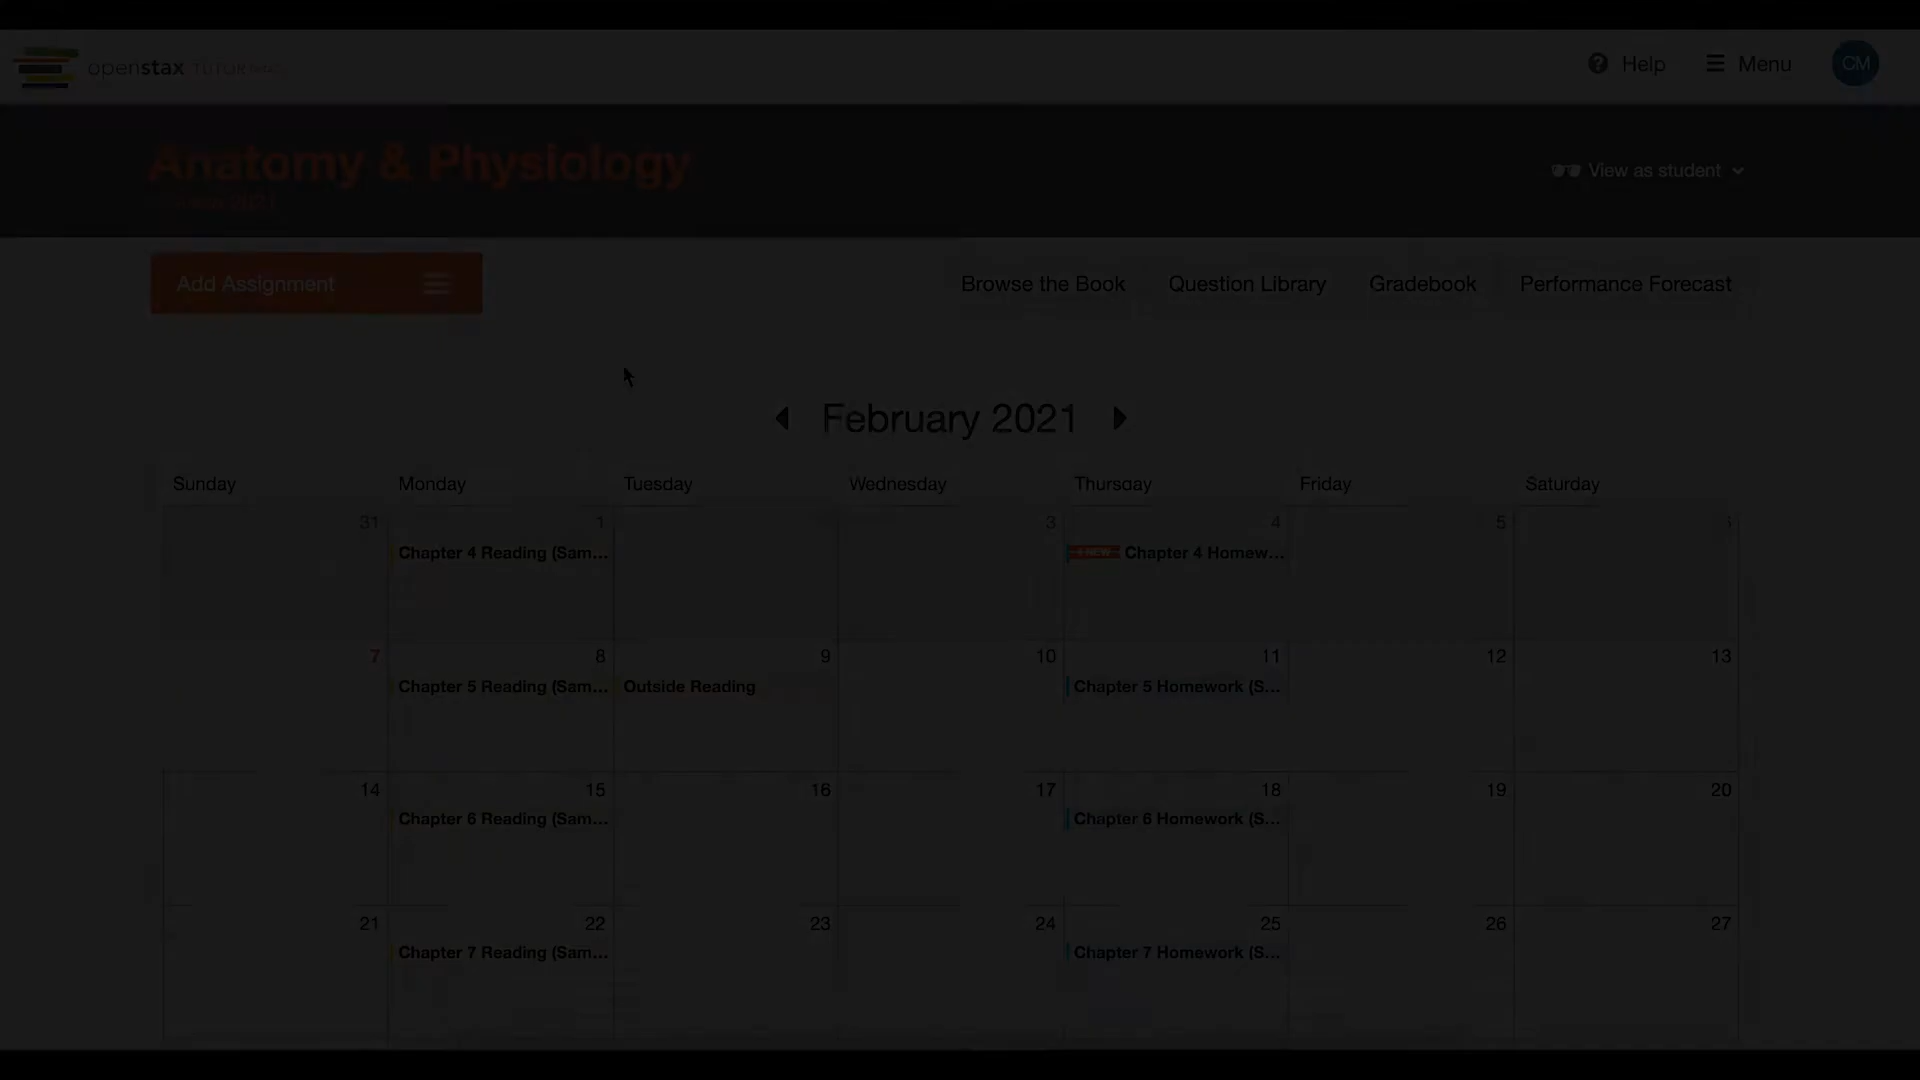 openstax TUTOR
Help
Menu
CM
Anatomy & Physiology
2021
View as student
Add Assignment
Browse the Book
Question Library
Gradebook
Performance Forecast
February 2021
Sunday Monday Tuesday Wednesday Thursday Friday Saturday
31 1 3 4 5
Chapter 4 Reading (Sam...
NEW Chapter 4 Homew...
7 8 9 10 11 12 13
Chapter 5 Reading (Sam...
Outside Reading
Chapter 5 Homework (S...
14 15 16 17 18 19 20
Chapter 6 Reading (Sam...
Chapter 6 Homework (S...
21 22 23 24 25 26 27
Chapter 7 Reading (Sam...
Chapter 7 Homework (S...